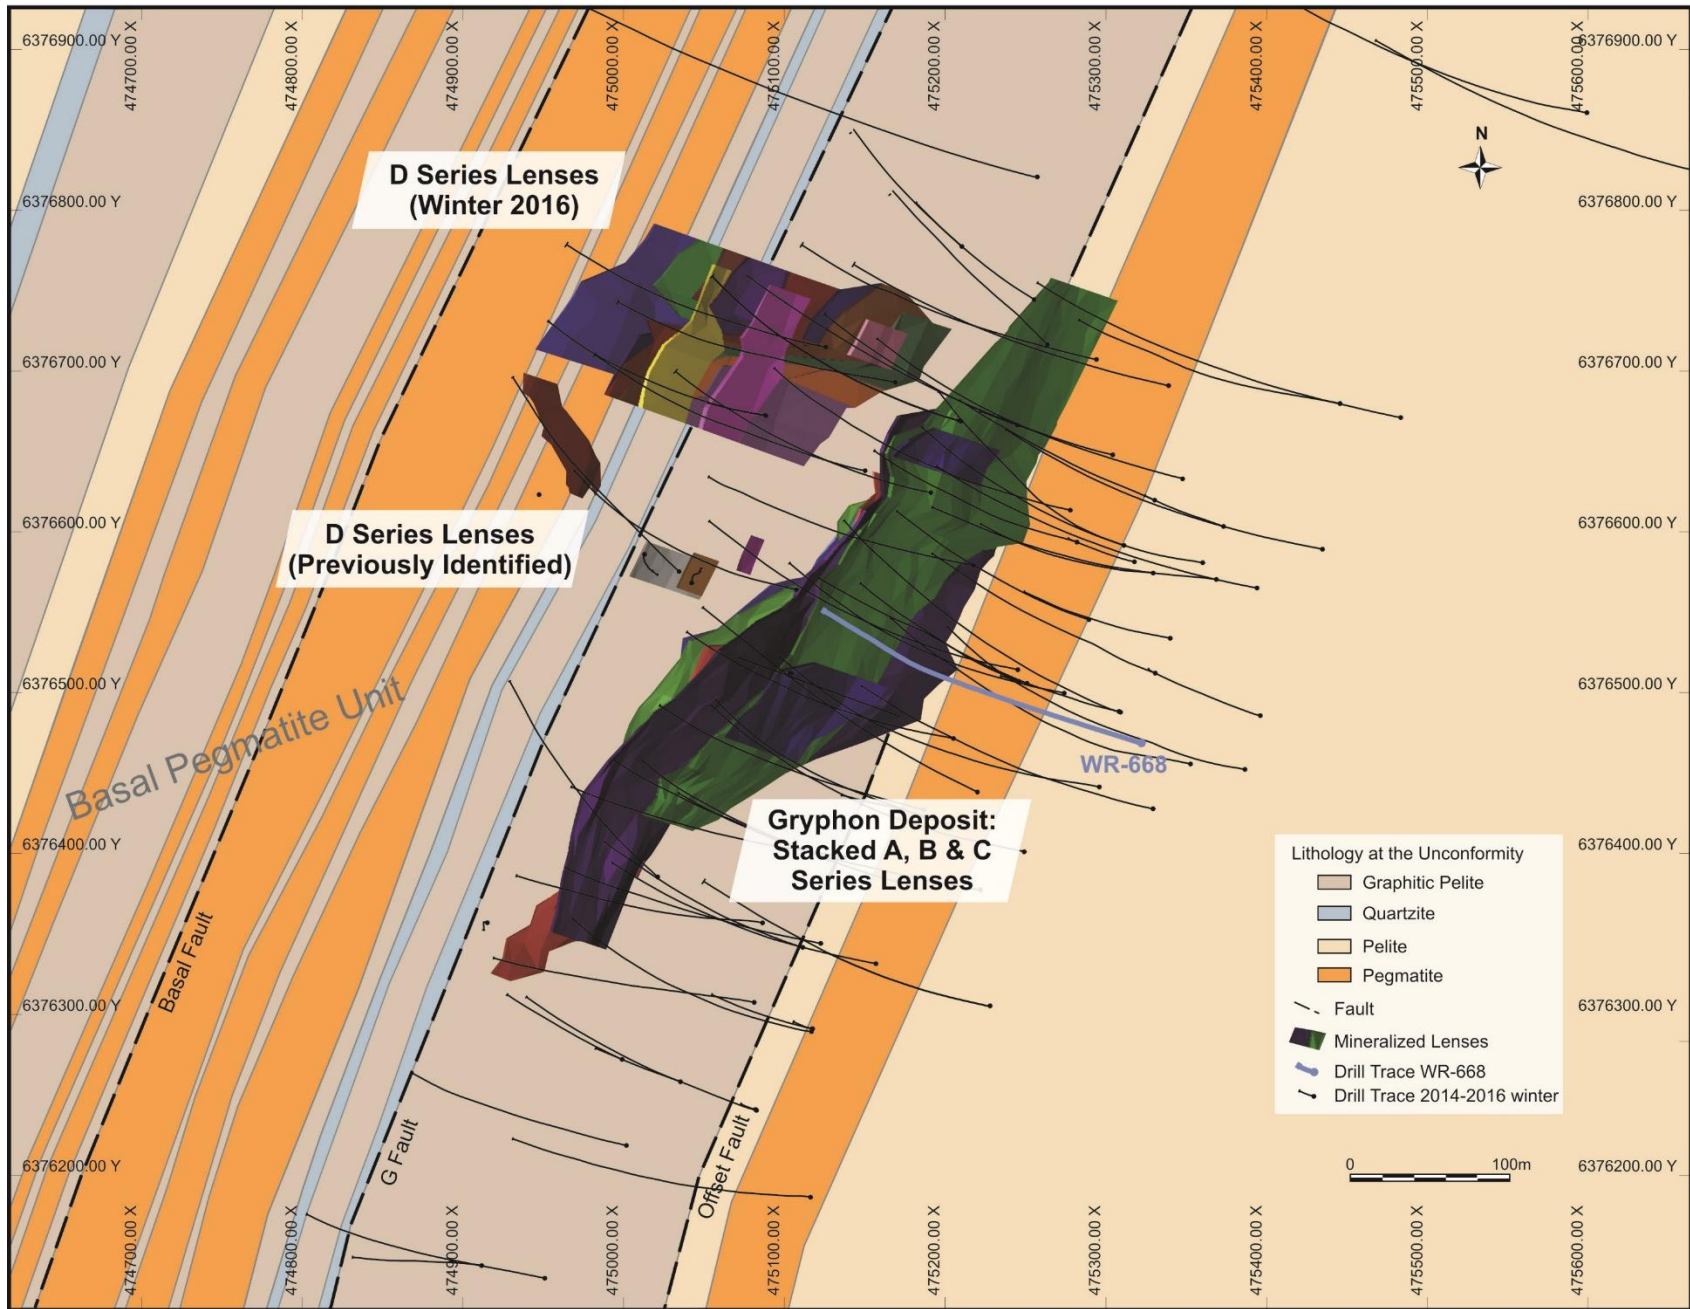 6376900.00 Y
474700.00 X
474800.00 X
474900.00 X
475000.00 X
475100.00 X
475200.00 X
475300.00 X
475400.00 X
475500.00 X
475600.00 X
6376900.00 Y
N
D Series Lenses
(Winter 2016)
6376800.00 Y
6376800.00 Y
6376700.00 Y
6376700.00 Y
6376600.00 Y
6376600.00 Y
D Series Lenses
(Previously Identified)
6376500.00 Y
6376500.00 Y
Basal Pegmatite Unit
WR-668
6376400.00 Y
6376400.00 Y
Gryphon Deposit:
Stacked A, B & C
Series Lenses
Lithology at the Unconformity
Graphitic Pelite
Quartzite
Pelite
Pegmatite
Fault
Mineralized Lenses
Drill Trace WR-668
Drill Trace 2014-2016 winter
Basal Fault
6376300.00 Y
6376300.00 Y
G Fault
Offset Fault
6376200.00 Y
6376200.00 Y
0 100m
474700.00 X
474800.00 X
474900.00 X
475000.00 X
475100.00 X
475200.00 X
475300.00 X
475400.00 X
475500.00 X
475600.00 X